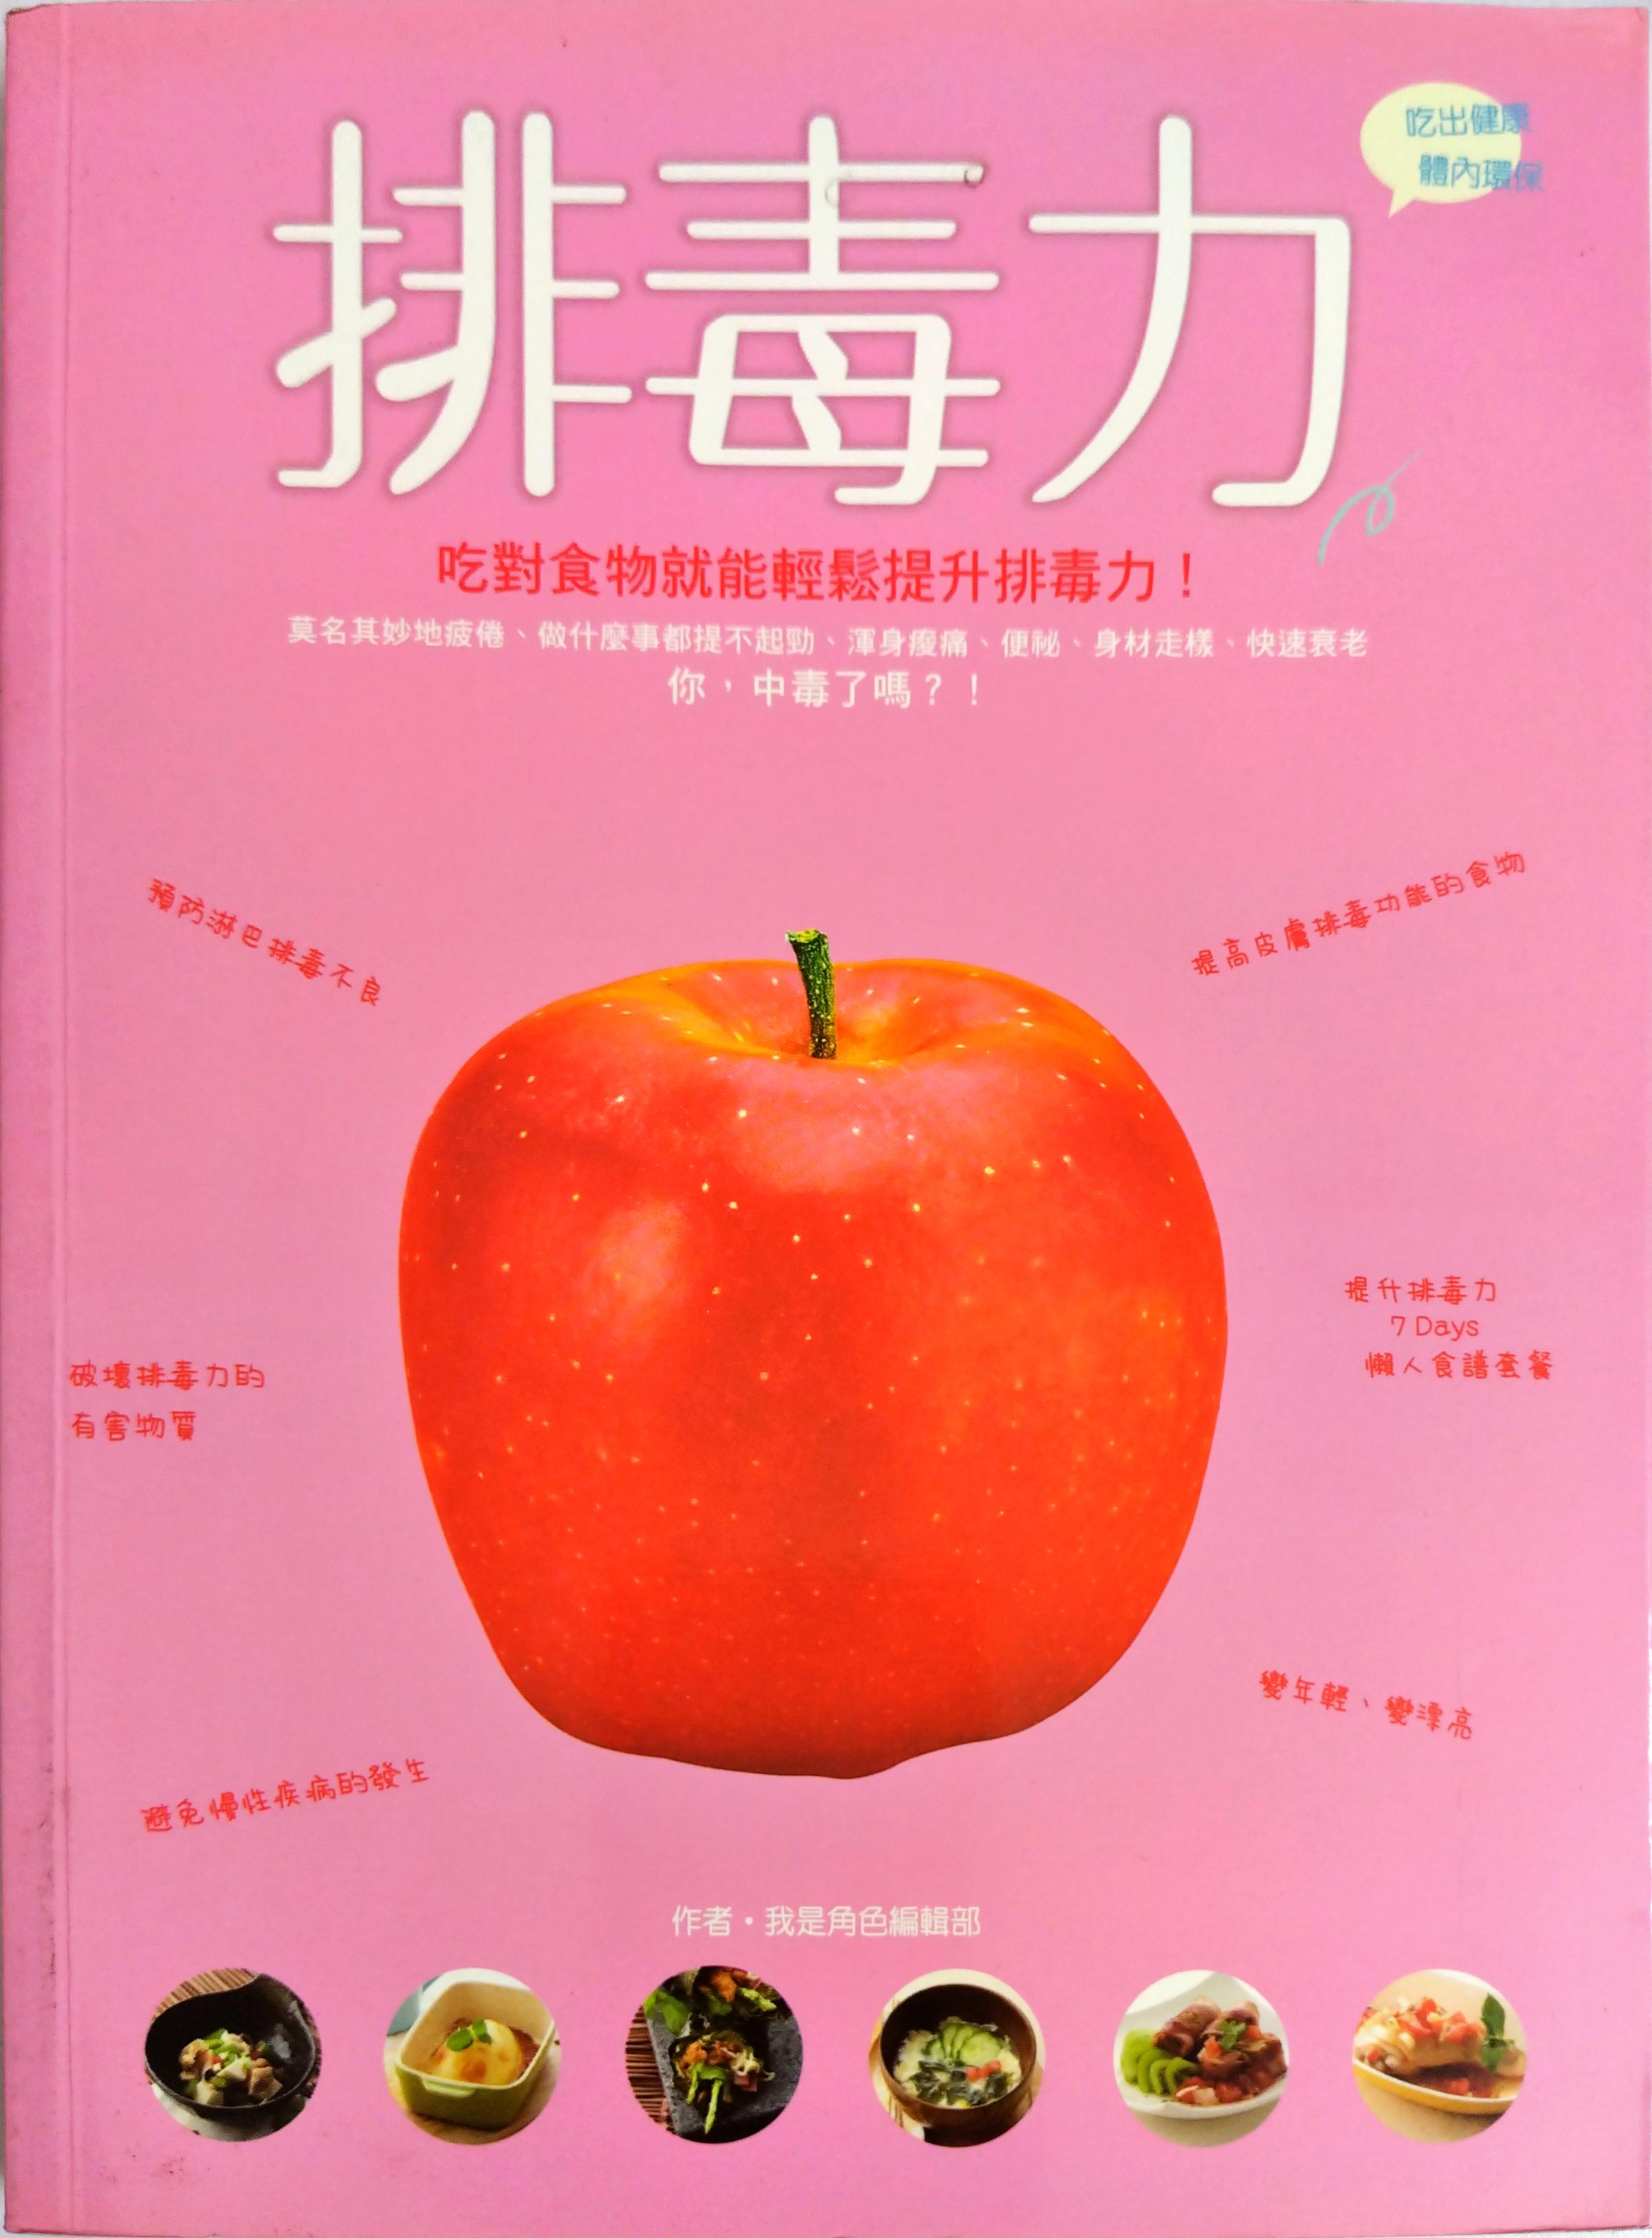 吃出健康
體內環保
排毒力
吃對食物就能輕鬆提升排毒力！
莫名其妙地疲倦、做什麼事都提不起勁、渾身痠痛、便祕、身材走樣、快速衰老
你，中毒了嗎？！
預防淋巴排毒不良
提高皮膚排毒功能的食物
破壞排毒力的
有害物質
提升排毒力
7 Days
懶人食譜套餐
避免慢性疾病的發生
變年輕、變漂亮
作者・我是角色編輯部